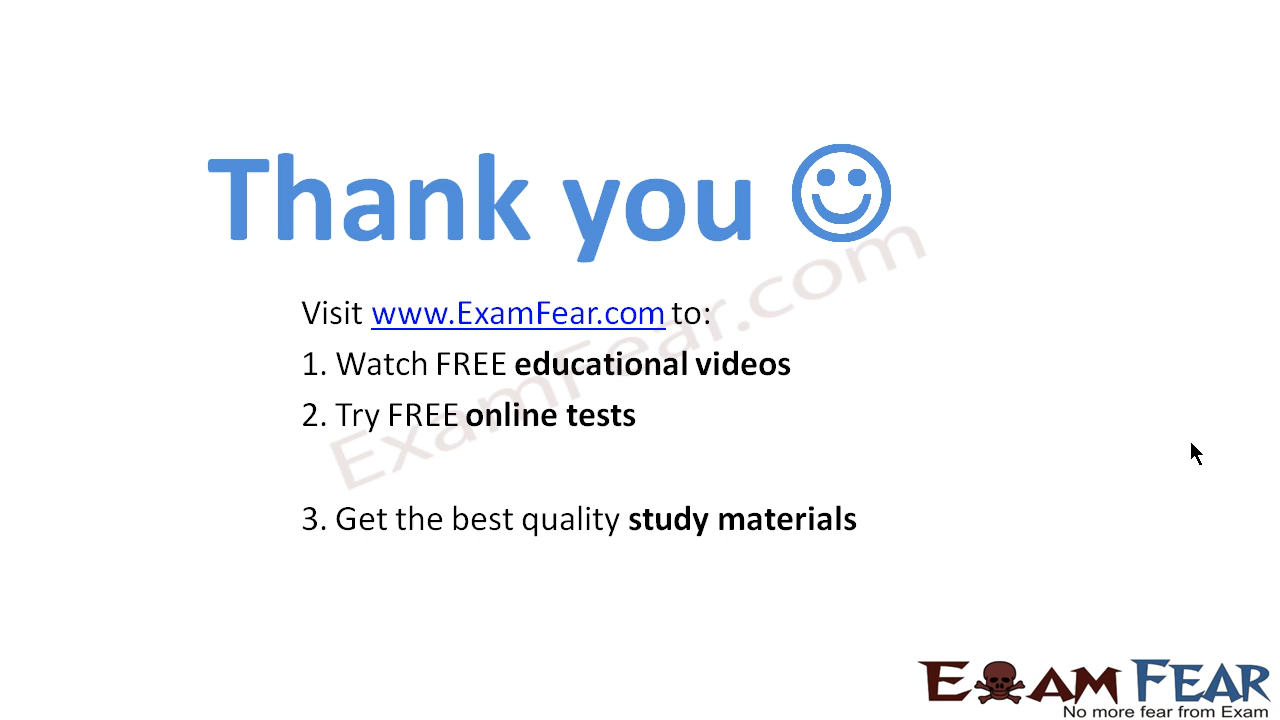 Thank you ☺
Visit www.ExamFear.com to:
1. Watch FREE educational videos
2. Try FREE online tests
3. Get the best quality study materials
ExamFear.com
EXAM FEAR
No more fear from Exam